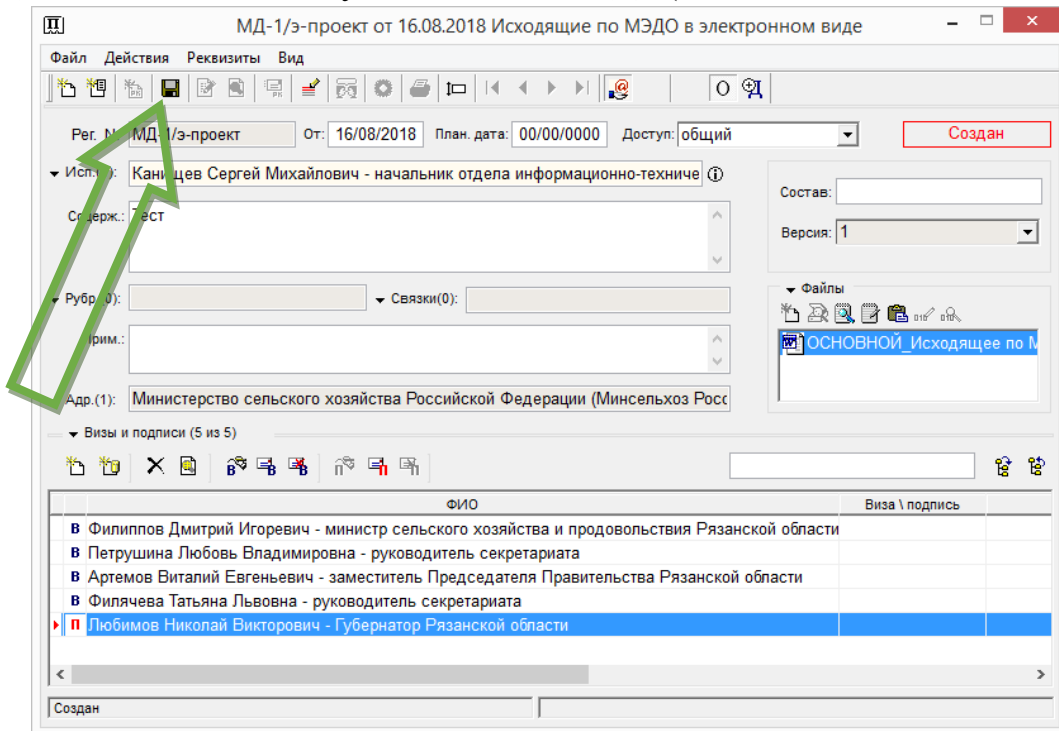 МД-1/э-проект от 16.08.2018 Исходящие по МЭДО в электронном виде
Файл Действия Реквизиты Вид
О
Рег. N: МД-1/э-проект От: 16/08/2018 План. дата: 00/00/0000 Доступ: общий Создан
Исп.( ): Канищев Сергей Михайлович - начальник отдела информационно-техниче
Состав:
Содерж.: Тест
Версия: 1
Рубр.(0): Связки(0):
Файлы
Прим.:
ОСНОВНОЙ_Исходящее по М
Адр.(1): Министерство сельского хозяйства Российской Федерации (Минсельхоз Росс
Визы и подписи (5 из 5)
ФИО Виза \ подпись
В Филиппов Дмитрий Игоревич - министр сельского хозяйства и продовольствия Рязанской области
В Петрушина Любовь Владимировна - руководитель секретариата
В Артемов Виталий Евгеньевич - заместитель Председателя Правительства Рязанской области
В Филячева Татьяна Львовна - руководитель секретариата
П Любимов Николай Викторович - Губернатор Рязанской области
Создан